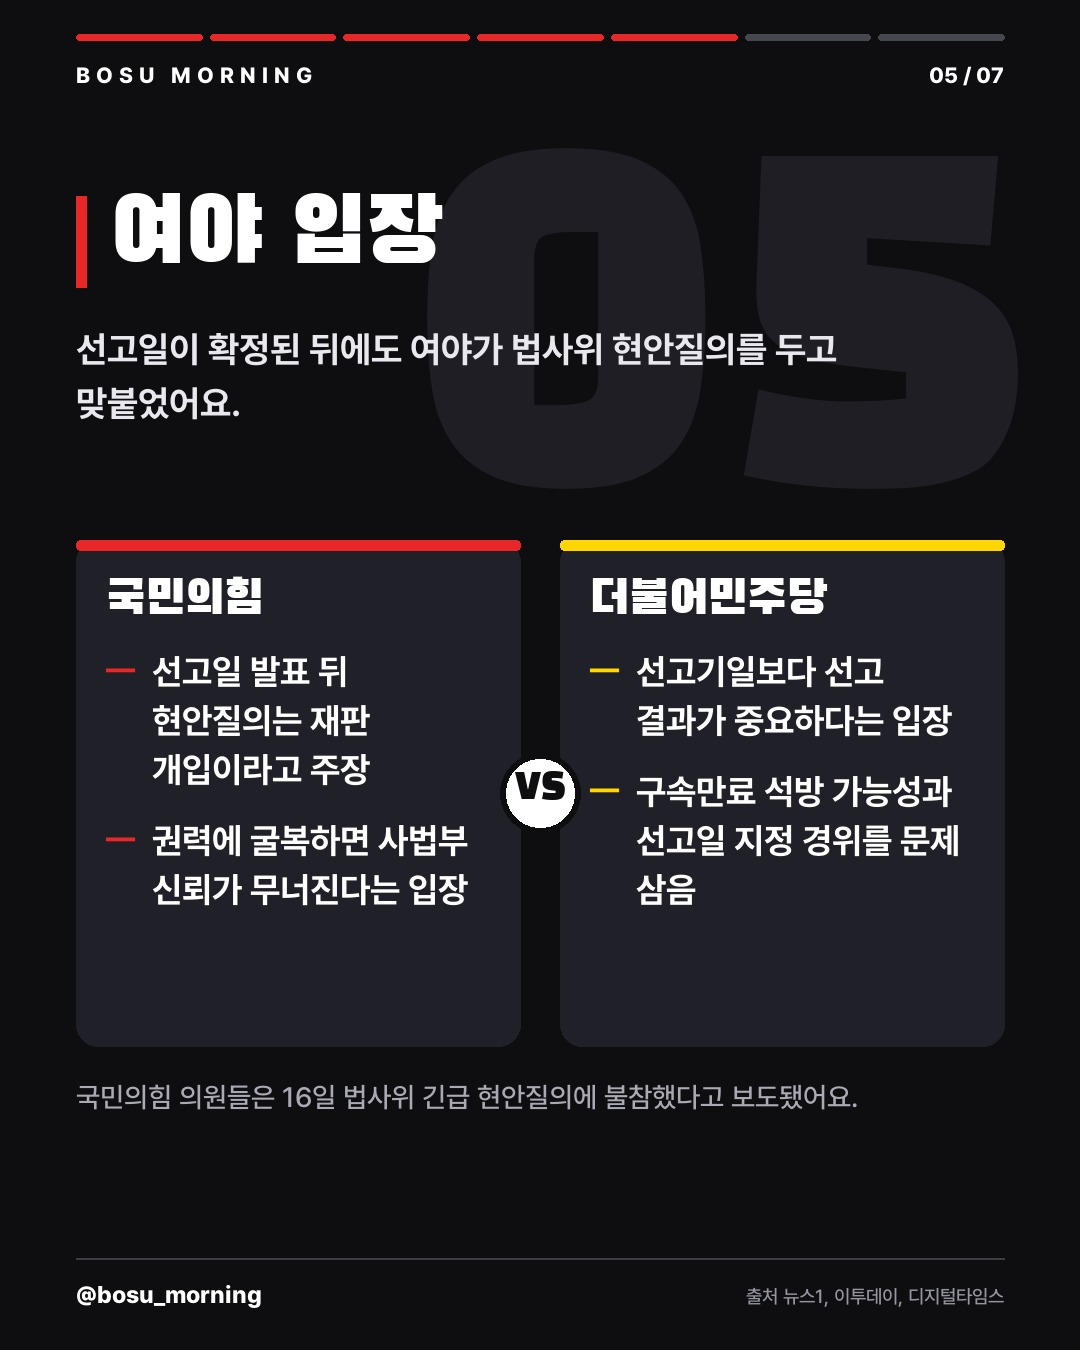 BOSU MORNING
05 / 07
05
여야 입장
선고일이 확정된 뒤에도 여야가 법사위 현안질의를 두고
맞붙었어요.
국민의힘
— 선고일 발표 뒤
현안질의는 재판
개입이라고 주장
— 권력에 굴복하면 사법부
신뢰가 무너진다는 입장
VS
더불어민주당
— 선고기일보다 선고
결과가 중요하다는 입장
— 구속만료 석방 가능성과
선고일 지정 경위를 문제
삼음
국민의힘 의원들은 16일 법사위 긴급 현안질의에 불참했다고 보도됐어요.
@bosu_morning
출처 뉴스1, 이투데이, 디지털타임스